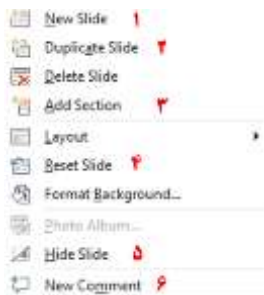 New Slide ۱
Duplicate Slide ۲
Delete Slide
Add Section ۳
Layout
Reset Slide ۴
Format Background...
Photo Album...
Hide Slide ۵
New Comment ۶